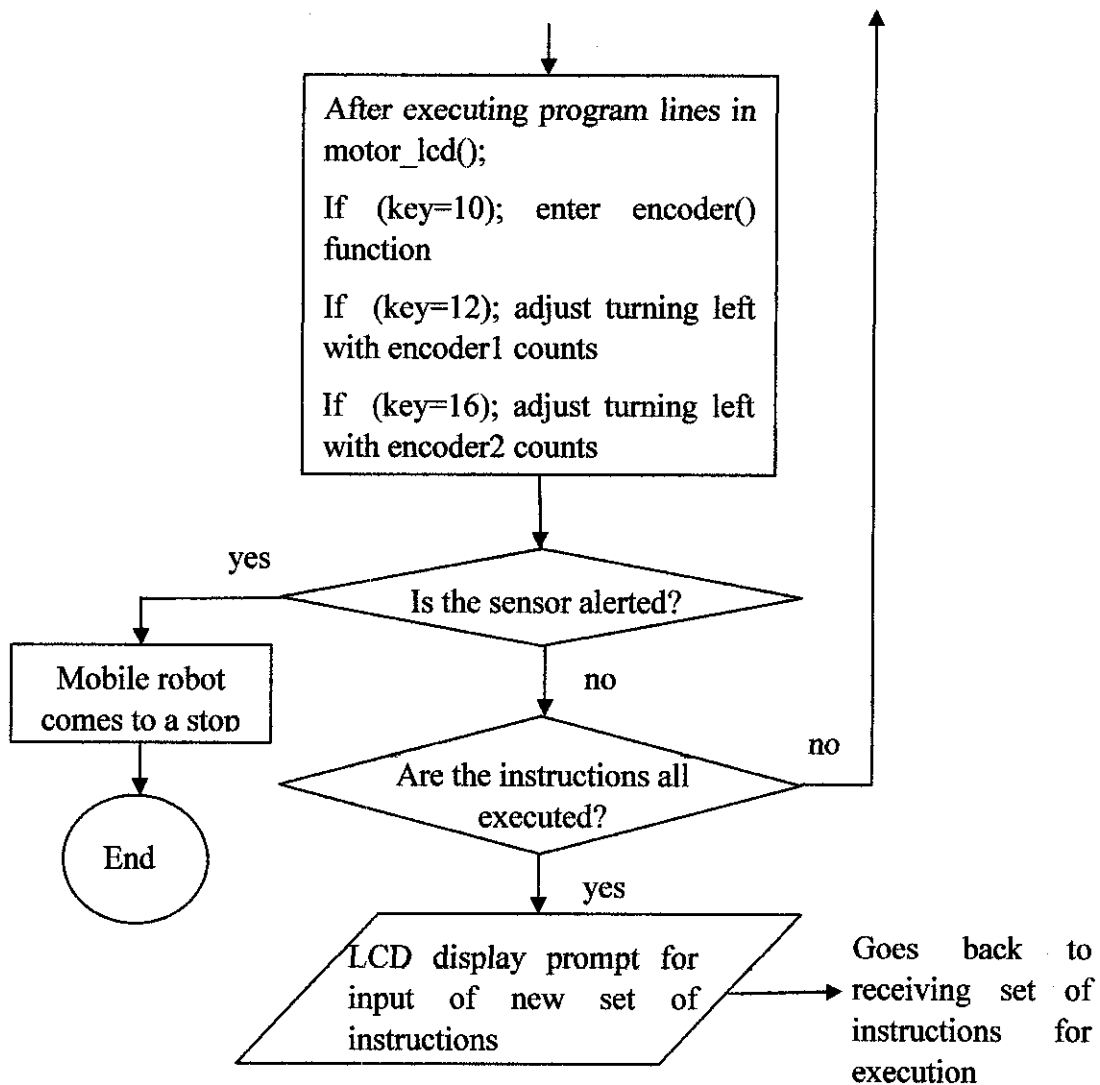 After executing program lines in
motor_lcd();
If (key=10); enter encoder()
function
If (key=12); adjust turning left
with encoder1 counts
If (key=16); adjust turning left
with encoder2 counts
yes
Is the sensor alerted?
Mobile robot
comes to a stop
no
Are the instructions all
executed?
no
End
yes
LCD display prompt for
input of new set of
instructions
Goes back to
receiving set of
instructions for
execution